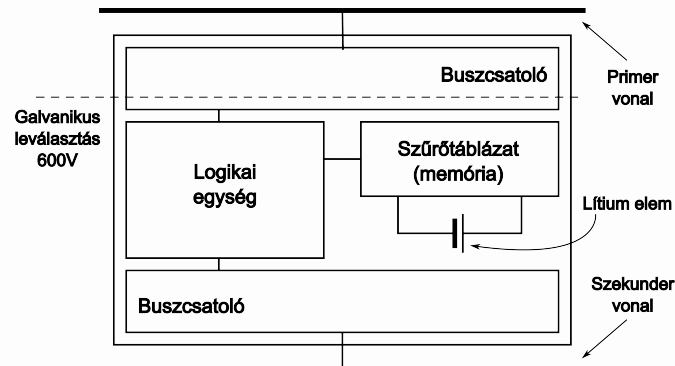 Buszcsatoló
Primer
vonal
Galvanikus
leválasztás
600V
Logikai
egység
Szűrőtáblázat
(memória)
Lítium elem
Buszcsatoló
Szekunder
vonal